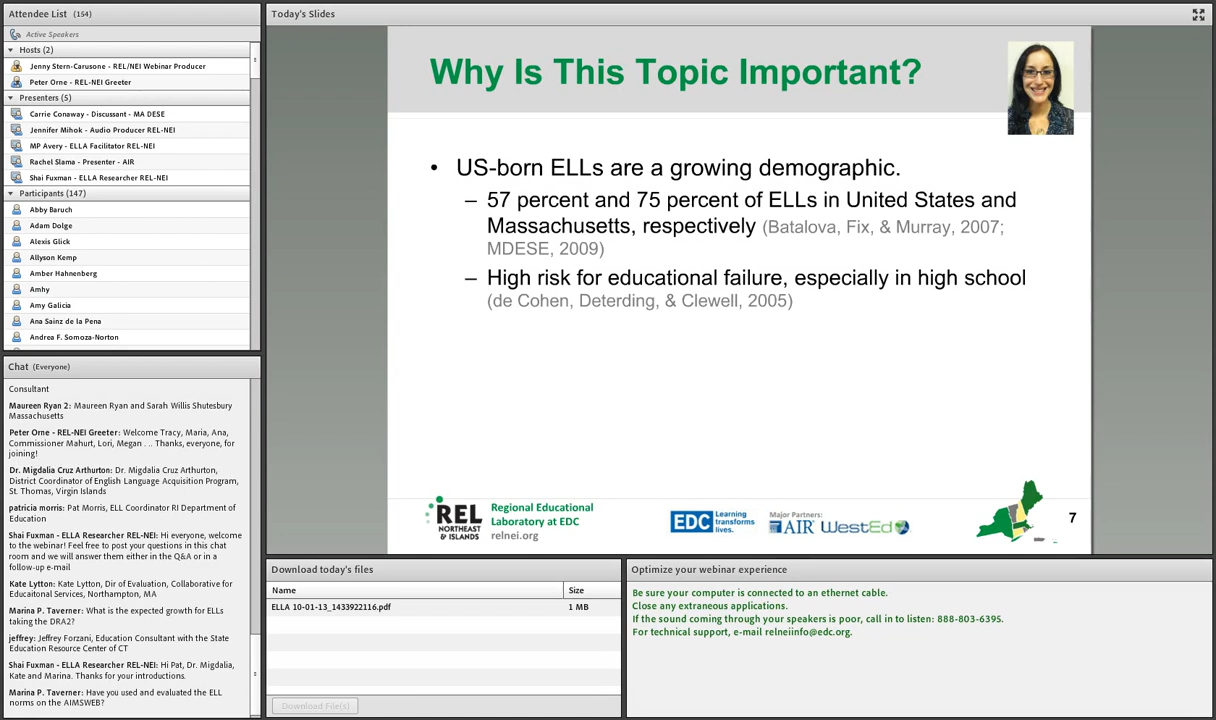 Attendee List (154)
Active Speakers
Hosts (2)
Jenny Stern-Carusone - REL/NEI Webinar Producer
Peter Orne - REL-NEI Greeter
Presenters (5)
Carrie Conaway - Discussant - MA DESE
Jennifer Mihok - Audio Producer REL-NEI
MP Avery - ELLA Facilitator REL-NEI
Rachel Slama - Presenter - AIR
Shai Fuxman - ELLA Researcher REL-NEI
Participants (147)
Abby Baruch
Adam Dolge
Alexis Glick
Allyson Kemp
Amber Hahnenberg
Amhy
Amy Galicia
Ana Sainz de la Pena
Andrea F. Somoza-Norton
Chat (Everyone)
Consultant
Maureen Ryan 2: Maureen Ryan and Sarah Willis Shutesbury
Massachusetts
Peter Orne - REL-NEI Greeter: Welcome Tracy, Maria, Ana,
Commissioner Mahurt, Lori, Megan . .. Thanks, everyone, for
joining!
Dr. Migdalia Cruz Arthurton: Dr. Migdalia Cruz Arthurton,
District Coordinator of English Language Acquisition Program,
St. Thomas, Virgin Islands
patricia morris: Pat Morris, ELL Coordinator RI Department of
Education
Shai Fuxman - ELLA Researcher REL-NEI: Hi everyone, welcome
to the webinar! Feel free to post your questions in this chat
room and we will answer them either in the Q&A or in a
follow-up e-mail
Kate Lytton: Kate Lytton, Dir of Evaluation, Collaborative for
Educaitonal Services, Northampton, MA
Marina P. Taverner: What is the expected growth for ELLs
taking the DRA2?
jeffrey: Jeffrey Forzani, Education Consultant with the State
Education Resource Center of CT
Shai Fuxman - ELLA Researcher REL-NEI: Hi Pat, Dr. Migdalia,
Kate and Marina. Thanks for your introductions.
Marina P. Taverner: Have you used and evaluated the ELL
norms on the AIMSWEB?
Today's Slides
Why Is This Topic Important?
• US-born ELLs are a growing demographic.
– 57 percent and 75 percent of ELLs in United States and
Massachusetts, respectively (Batalova, Fix, & Murray, 2007;
MDESE, 2009)
– High risk for educational failure, especially in high school
(de Cohen, Deterding, & Clewell, 2005)
REL
NORTHEAST
& ISLANDS
Regional Educational
Laboratory at EDC
relnei.org
EDC Learning
transforms
lives.
Major Partners:
AIR WestEd
7
Download today's files
Name Size
ELLA 10-01-13_1433922116.pdf 1 MB
Download File(s)
Optimize your webinar experience
Be sure your computer is connected to an ethernet cable.
Close any extraneous applications.
If the sound coming through your speakers is poor, call in to listen: 888-803-6395.
For technical support, e-mail relneiinfo@edc.org.